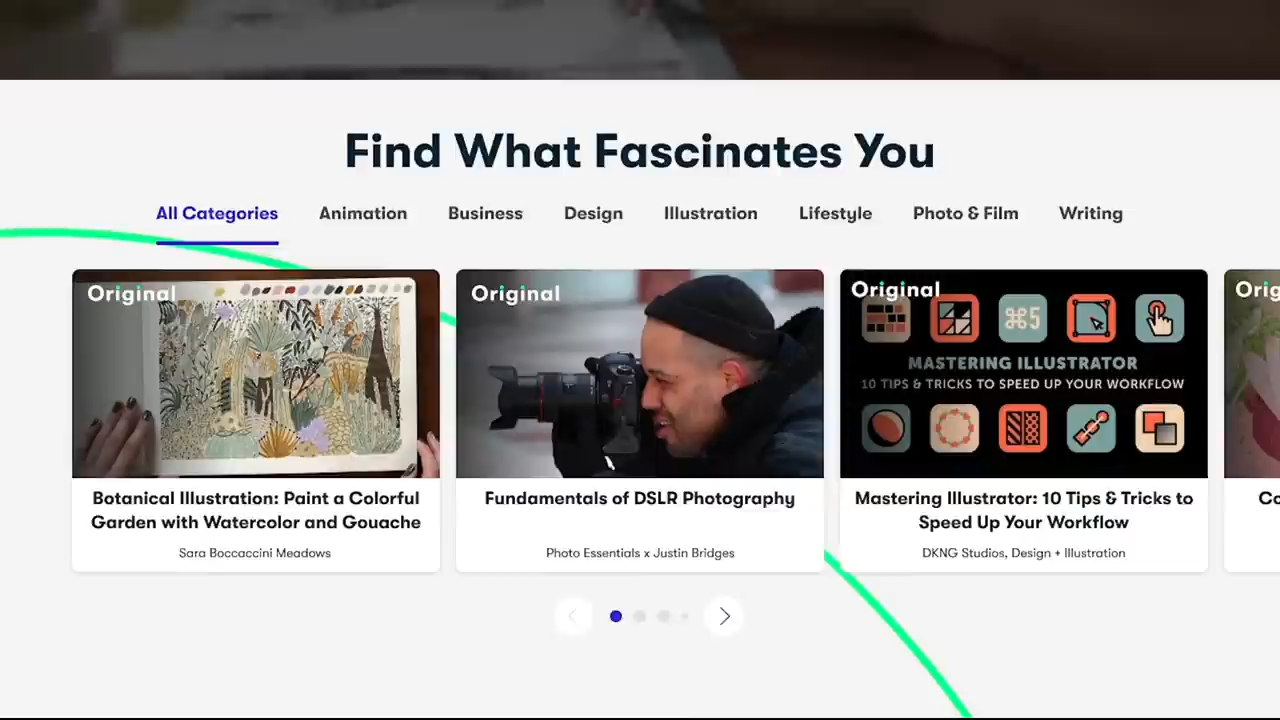 Find What Fascinates You
All Categories Animation Business Design Illustration Lifestyle Photo & Film Writing
Original
Original
Original
⌘5
MASTERING ILLUSTRATOR
10 TIPS & TRICKS TO SPEED UP YOUR WORKFLOW
Botanical Illustration: Paint a Colorful
Garden with Watercolor and Gouache
Sara Boccaccini Meadows
Fundamentals of DSLR Photography
Photo Essentials x Justin Bridges
Mastering Illustrator: 10 Tips & Tricks to
Speed Up Your Workflow
DKNG Studios, Design + Illustration